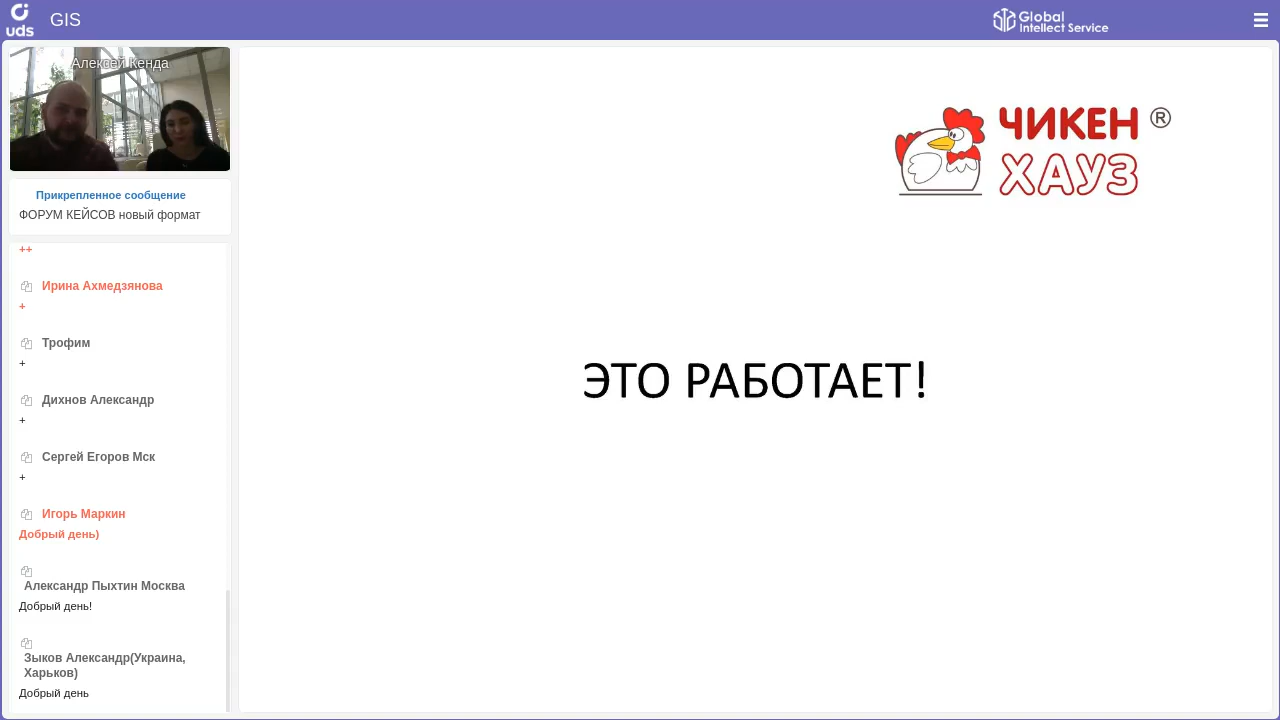 uds
GIS
Global
Intellect Service
Алексей Кенда
Прикрепленное сообщение
ФОРУМ КЕЙСОВ новый формат
++
Ирина Ахмедзянова
+
Трофим
+
Дихнов Александр
+
Сергей Егоров Мск
+
Игорь Маркин
Добрый день)
Александр Пыхтин Москва
Добрый день!
Зыков Александр(Украина,
Харьков)
Добрый день
ЧИКЕН ®
ХАУЗ
ЭТО РАБОТАЕТ!